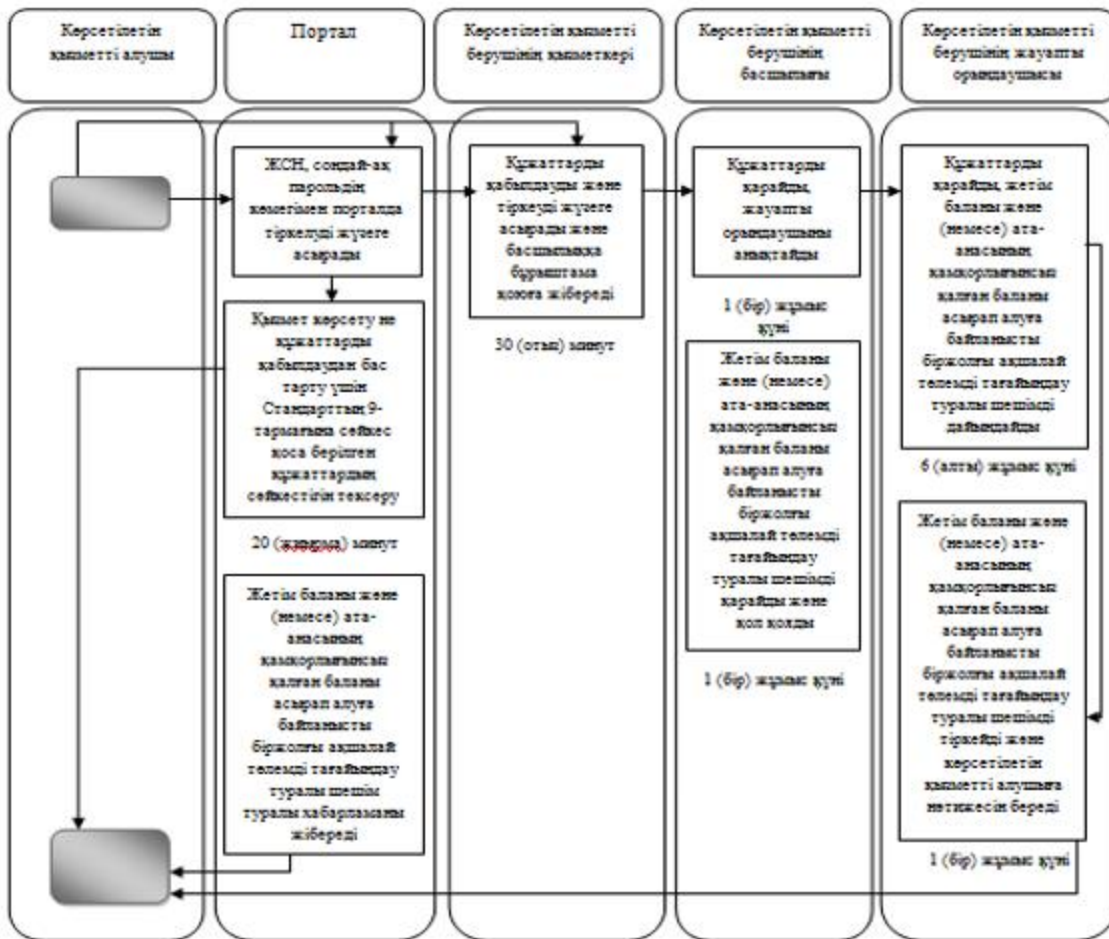 Көрсетілетін
қызметті алушы
Портал
Көрсетілетін қызметті
берушінің қызметкері
Көрсетілетін қызметті
берушінің
басшылығы
Көрсетілетін қызметті
берушінің жауапты
орындаушысы
ЖСН, сондай-ақ
парольдің
көмегімен порталда
тіркелуді жүзеге
асырады
Қызмет көрсету не
құжаттарды
қабылдаудан бас
тарту үшін
Стандарттың 9-
тармағына сәйкес
қоса берілген
құжаттардың
сәйкестігін тексеру
20 (жиырма) минут
Жетім баланы және
(немесе) ата-
анасының
қамқорлығынсыз
қалған баланы
асырап алуға
байланысты
біржолғы ақшалай
төлемді тағайындау
туралы шешім
туралы хабарламаны
жібереді
Құжаттарды
қабылдауды және
тіркеуді жүзеге
асырады және
басшылыққа
бұрыштама
қоюға жібереді
30 (отыз) минут
Құжаттарды
қарайды,
жауапты
орындаушыны
анықтайды
1 (бір) жұмыс
күні
Жетім баланы
және (немесе)
ата-анасының
қамқорлығынсыз
қалған баланы
асырап алуға
байланысты
біржолғы
ақшалай төлемді
тағайындау
туралы шешімді
қарайды және
қол қояды
1 (бір) жұмыс күні
Құжаттарды
қарайды, жетім
баланы және
(немесе) ата-
анасының
қамқорлығынсыз
қалған баланы
асырап алуға
байланысты
біржолғы ақшалай
төлемді тағайындау
туралы шешімді
дайындайды
6 (алты) жұмыс күні
Жетім баланы және
(немесе) ата-
анасының
қамқорлығынсыз
қалған баланы
асырап алуға
байланысты
біржолғы ақшалай
төлемді тағайындау
туралы шешімді
тіркейді және
көрсетілетін
қызметті алушыға
нәтижесін береді
1 (бір) жұмыс күні